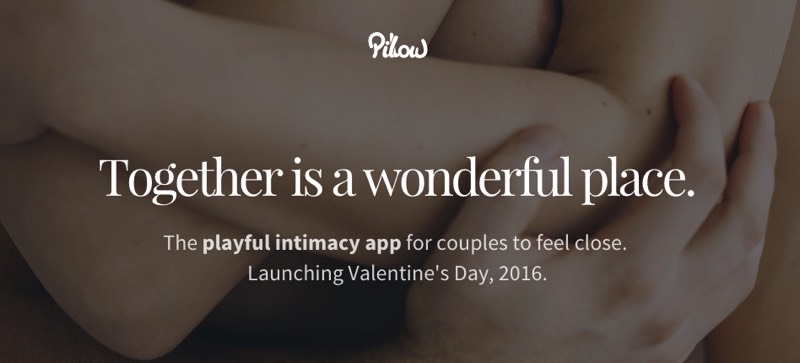 Pillow
Together is a wonderful place.
The playful intimacy app for couples to feel close.
Launching Valentine's Day, 2016.